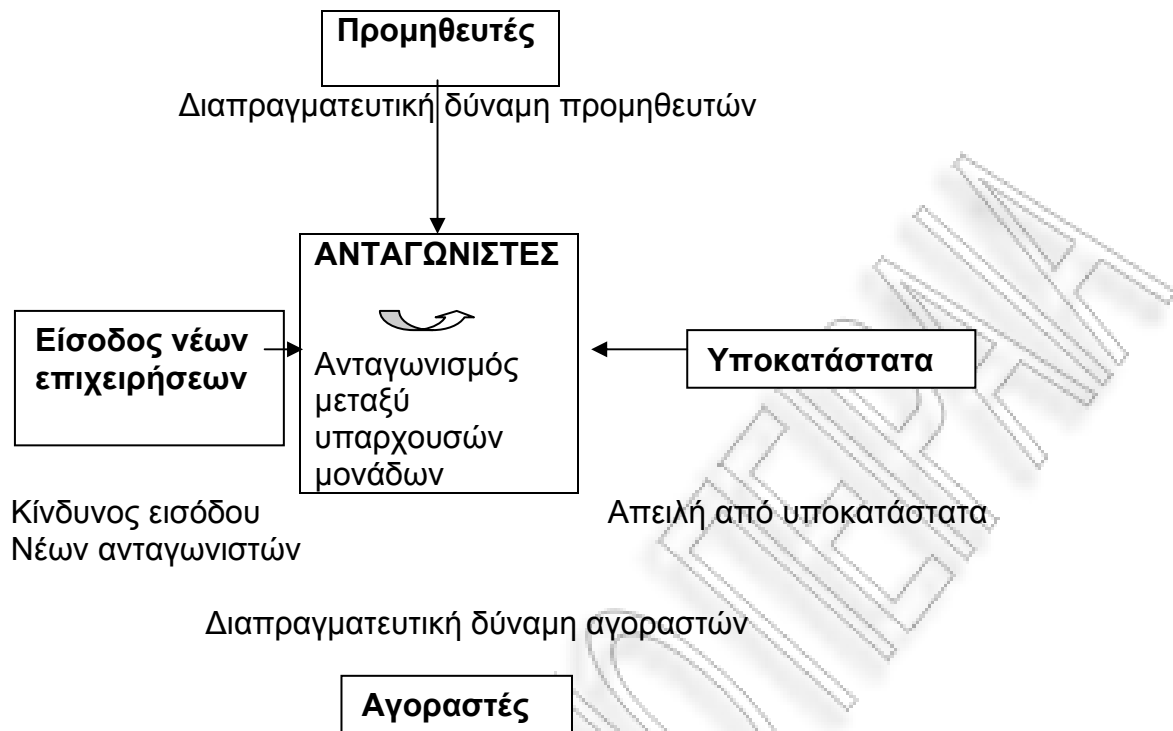 Προμηθευτές
Διαπραγματευτική δύναμη προμηθευτών
ΑΝΤΑΓΩΝΙΣΤΕΣ
Είσοδος νέων
επιχειρήσεων
Ανταγωνισμός
μεταξύ
υπαρχουσών
μονάδων
Υποκατάστατα
Κίνδυνος εισόδου
Νέων ανταγωνιστών
Απειλή από υποκατάστατα
Διαπραγματευτική δύναμη αγοραστών
Αγοραστές